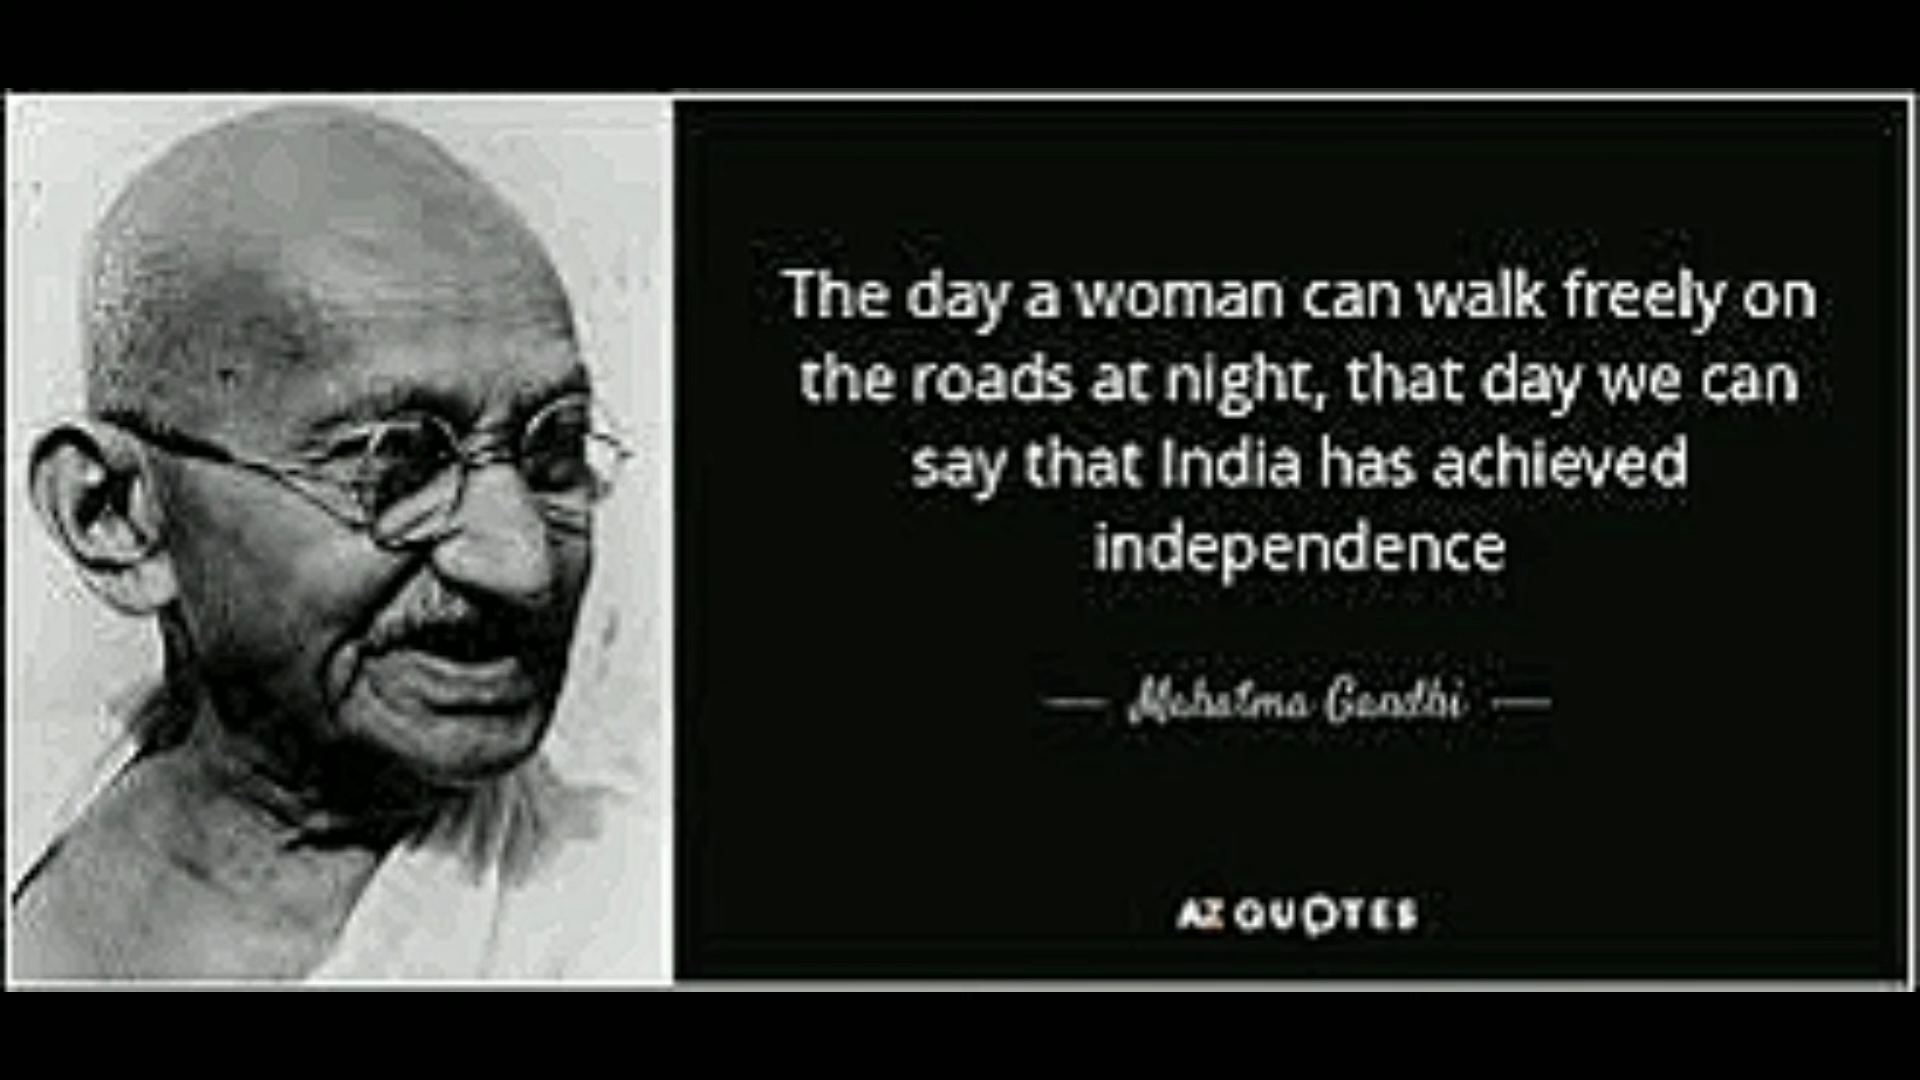 The day a woman can walk freely on
the roads at night, that day we can
say that India has achieved
independence
— Mahatma Gandhi —
AZ QUOTES